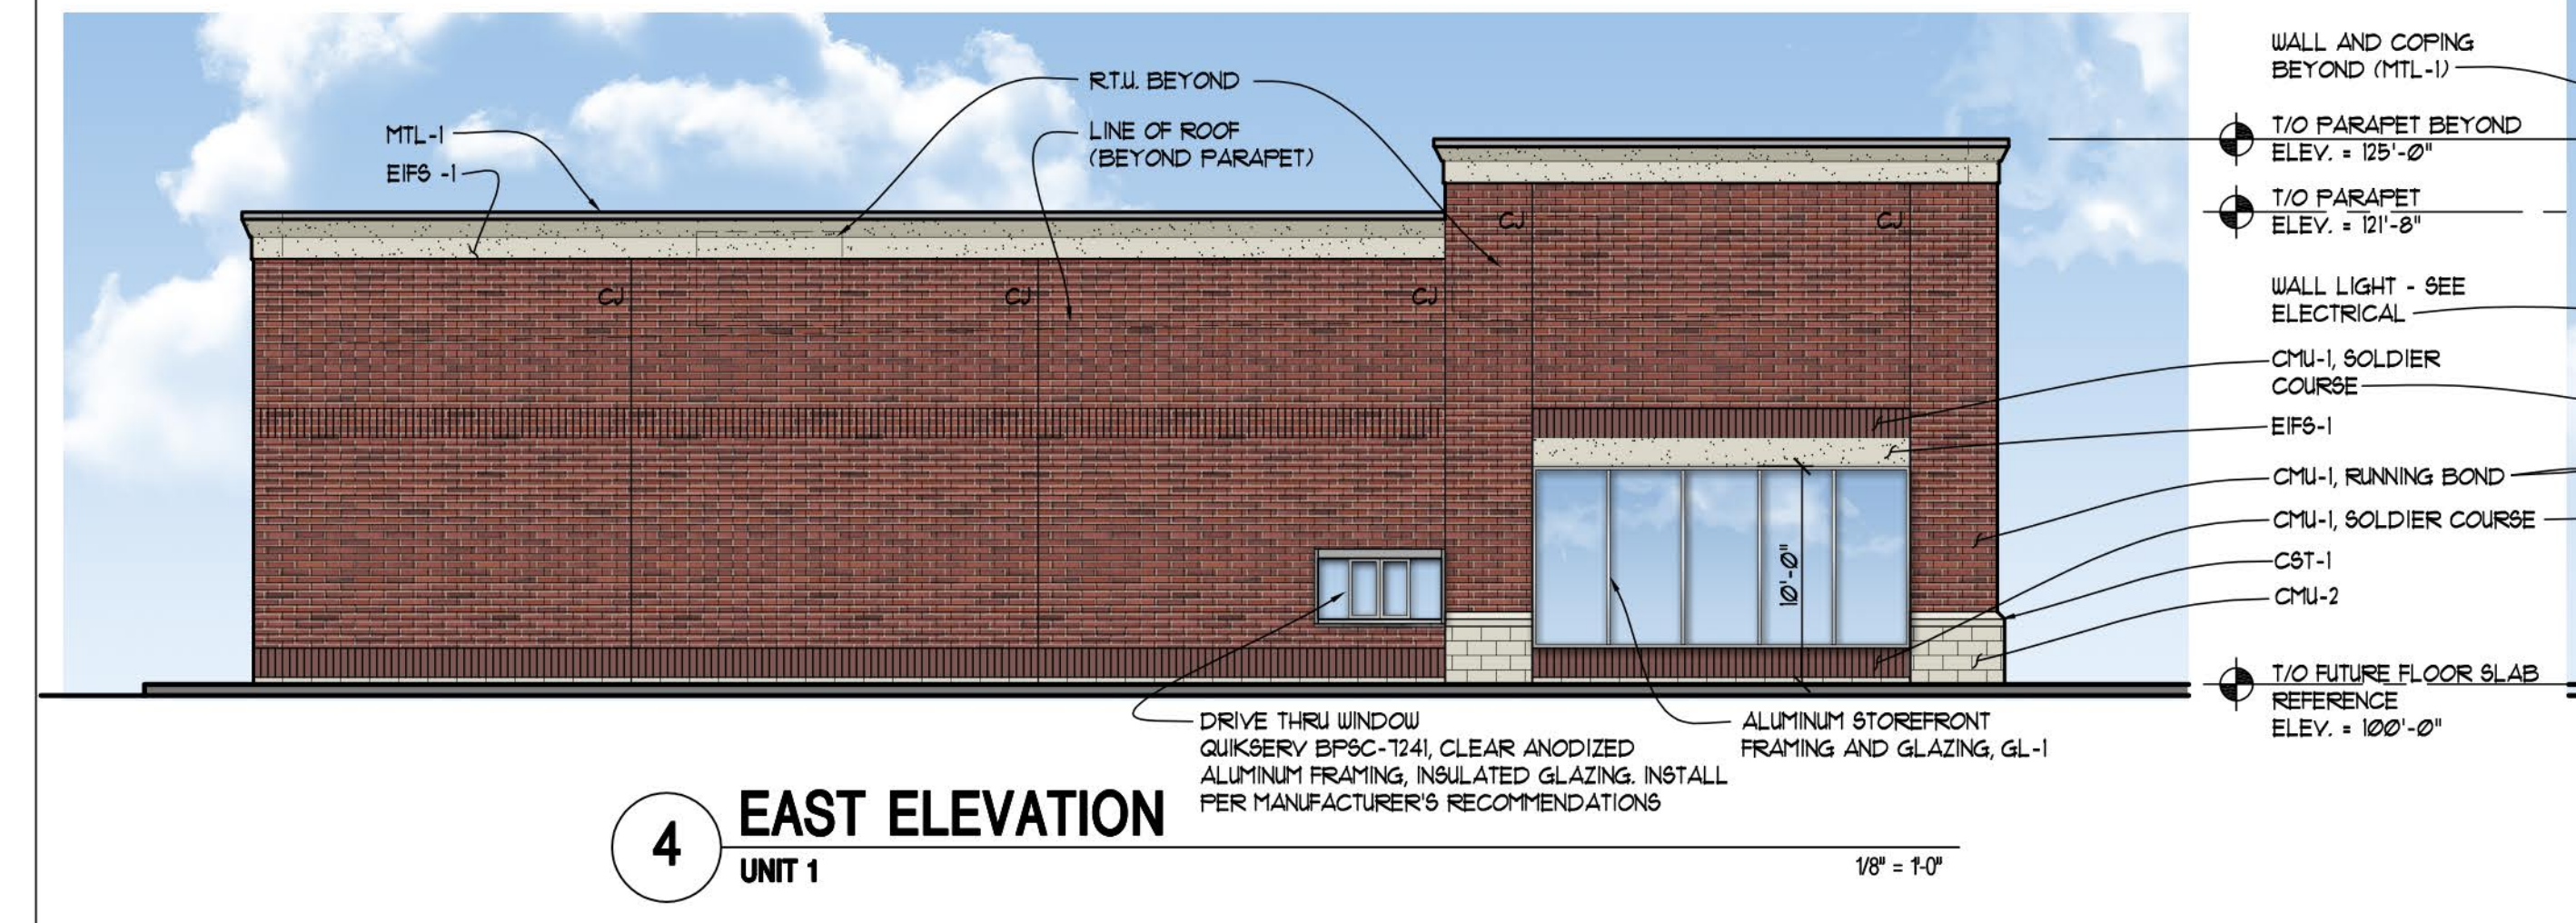 WALL AND COPING
BEYOND (MTL-1)
R.T.U. BEYOND
T/O PARAPET BEYOND
ELEV. = 125'-0"
MTL-1
LINE OF ROOF
(BEYOND PARAPET)
EIFS -1
T/O PARAPET
ELEV. = 121'-8"
CJ
CJ
CJ
CJ
CJ
WALL LIGHT - SEE
ELECTRICAL
CMU-1, SOLDIER
COURSE
EIFS-1
CMU-1, RUNNING BOND
CMU-1, SOLDIER COURSE
CST-1
CMU-2
10'-0"
T/O FUTURE FLOOR SLAB
REFERENCE
ELEV. = 100'-0"
DRIVE THRU WINDOW
QUIKSERV BPSC-7241, CLEAR ANODIZED
ALUMINUM FRAMING, INSULATED GLAZING. INSTALL
PER MANUFACTURER'S RECOMMENDATIONS
ALUMINUM STOREFRONT
FRAMING AND GLAZING, GL-1
4
EAST ELEVATION
UNIT 1
1/8" = 1'-0"